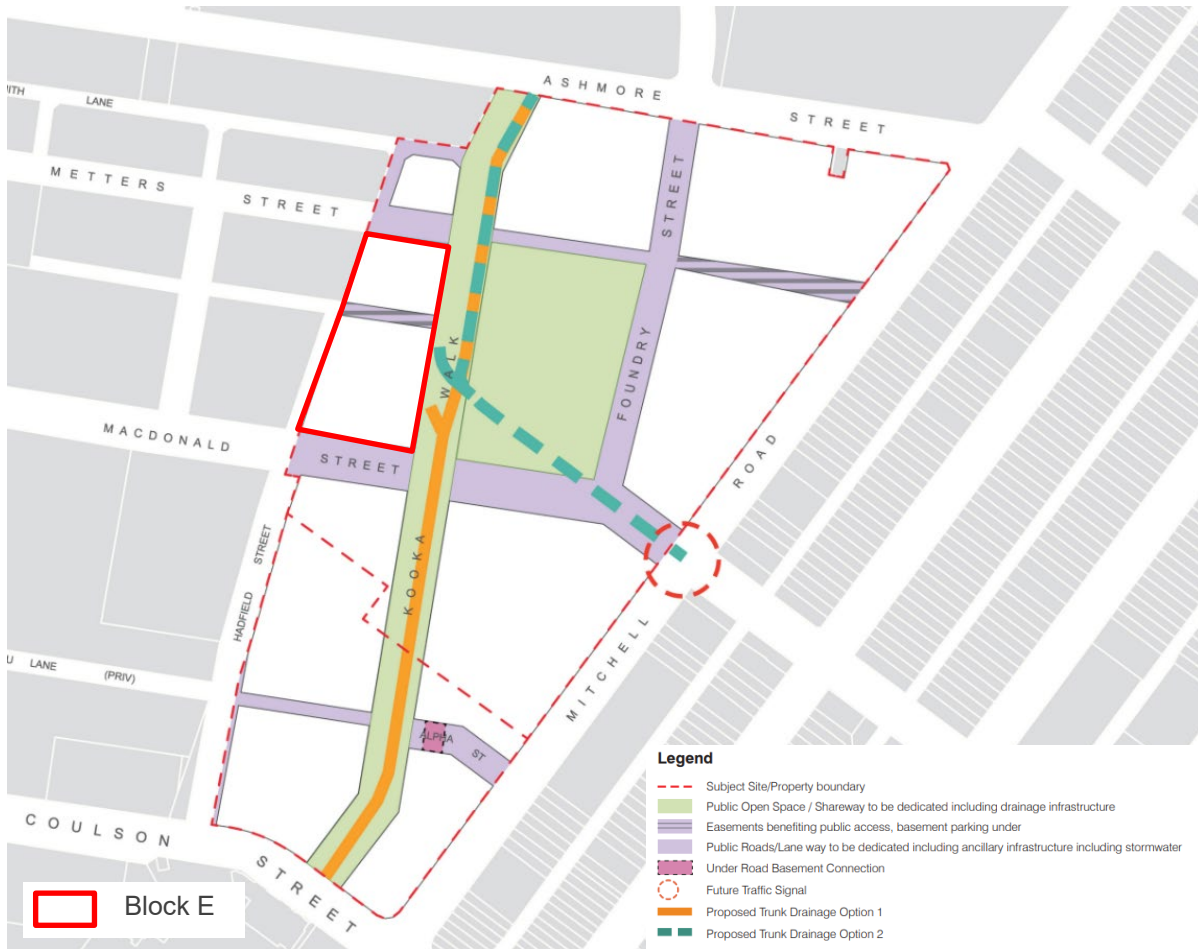 ASHMORE STREET
ITH LANE
METTERS STREET
STREET
WALK
FOUNDRY
ROAD
MACDONALD STREET
KOOKA
HADFIELD STREET
MITCHELL
U LANE (PRIV)
ALPHA ST
COULSON STREET
Legend
Subject Site/Property boundary
Public Open Space / Shareway to be dedicated including drainage infrastructure
Easements benefiting public access, basement parking under
Public Roads/Lane way to be dedicated including ancillary infrastructure including stormwater
Under Road Basement Connection
Future Traffic Signal
Proposed Trunk Drainage Option 1
Proposed Trunk Drainage Option 2
Block E